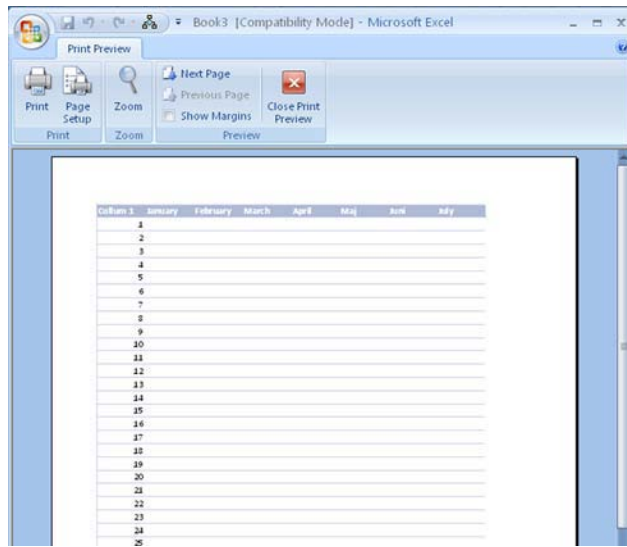 Book3 [Compatibility Mode] - Microsoft Excel
Print Preview
Print
Page Setup
Zoom
Next Page
Previous Page
Show Margins
Close Print Preview
Print
Zoom
Preview
Collum 1 January February March April Maj Juni July
1
2
3
4
5
6
7
8
9
10
11
12
13
14
15
16
17
18
19
20
21
22
23
24
25